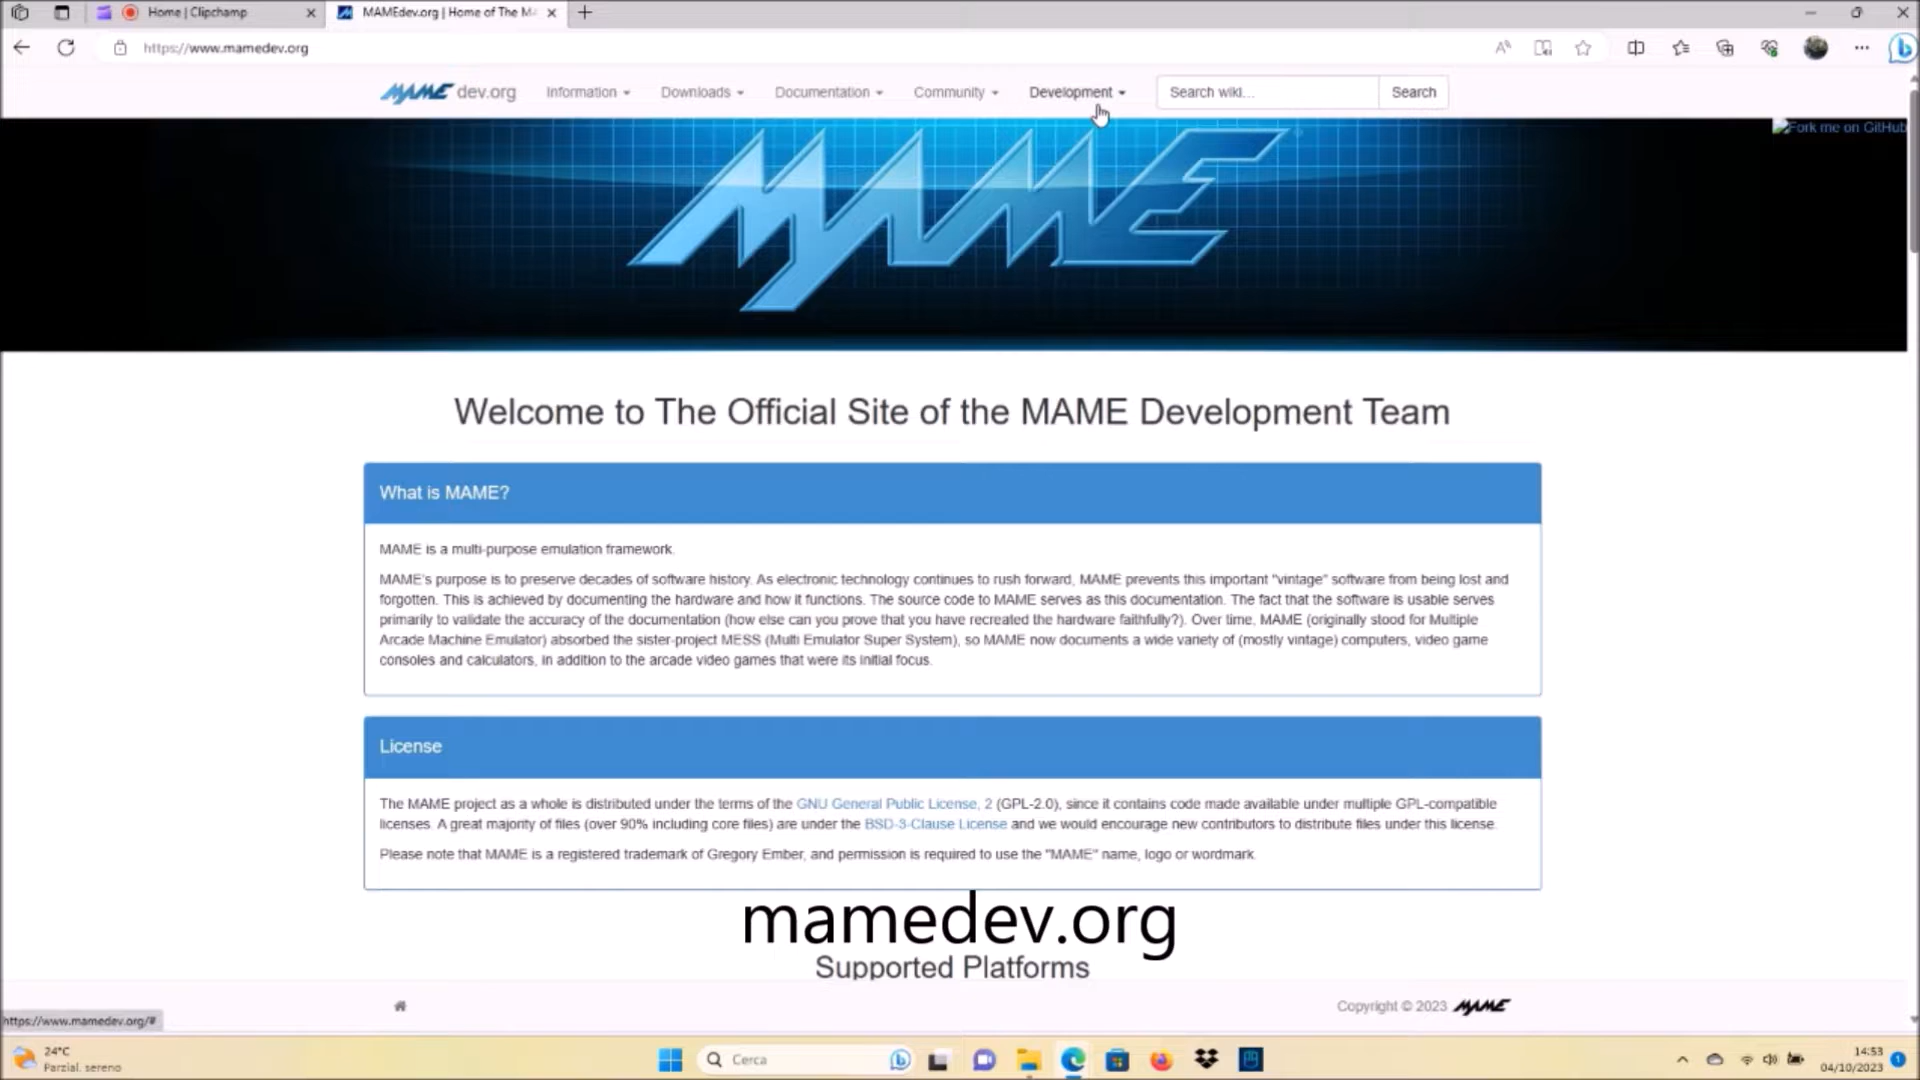 Home | Clipchamp
MAMEdev.org | Home of The M
https://www.mamedev.org
MAME dev.org
Information
Downloads
Documentation
Community
Development
Search wiki...
Search
Fork me on GitHub
MAME
Welcome to The Official Site of the MAME Development Team
What is MAME?
MAME is a multi-purpose emulation framework.
MAME's purpose is to preserve decades of software history. As electronic technology continues to rush forward, MAME prevents this important "vintage" software from being lost and
forgotten. This is achieved by documenting the hardware and how it functions. The source code to MAME serves as this documentation. The fact that the software is usable serves
primarily to validate the accuracy of the documentation (how else can you prove that you have recreated the hardware faithfully?). Over time, MAME (originally stood for Multiple
Arcade Machine Emulator) absorbed the sister-project MESS (Multi Emulator Super System), so MAME now documents a wide variety of (mostly vintage) computers, video game
consoles and calculators, in addition to the arcade video games that were its initial focus.
License
The MAME project as a whole is distributed under the terms of the GNU General Public License, 2 (GPL-2.0), since it contains code made available under multiple GPL-compatible
licenses. A great majority of files (over 90% including core files) are under the BSD-3-Clause License and we would encourage new contributors to distribute files under this license.
Please note that MAME is a registered trademark of Gregory Ember, and permission is required to use the "MAME" name, logo or wordmark.
mamedev.org
Supported Platforms
Copyright © 2023 MAME
https://www.mamedev.org/#
24°C
Parzial. sereno
Cerca
14:53
04/10/2023
1